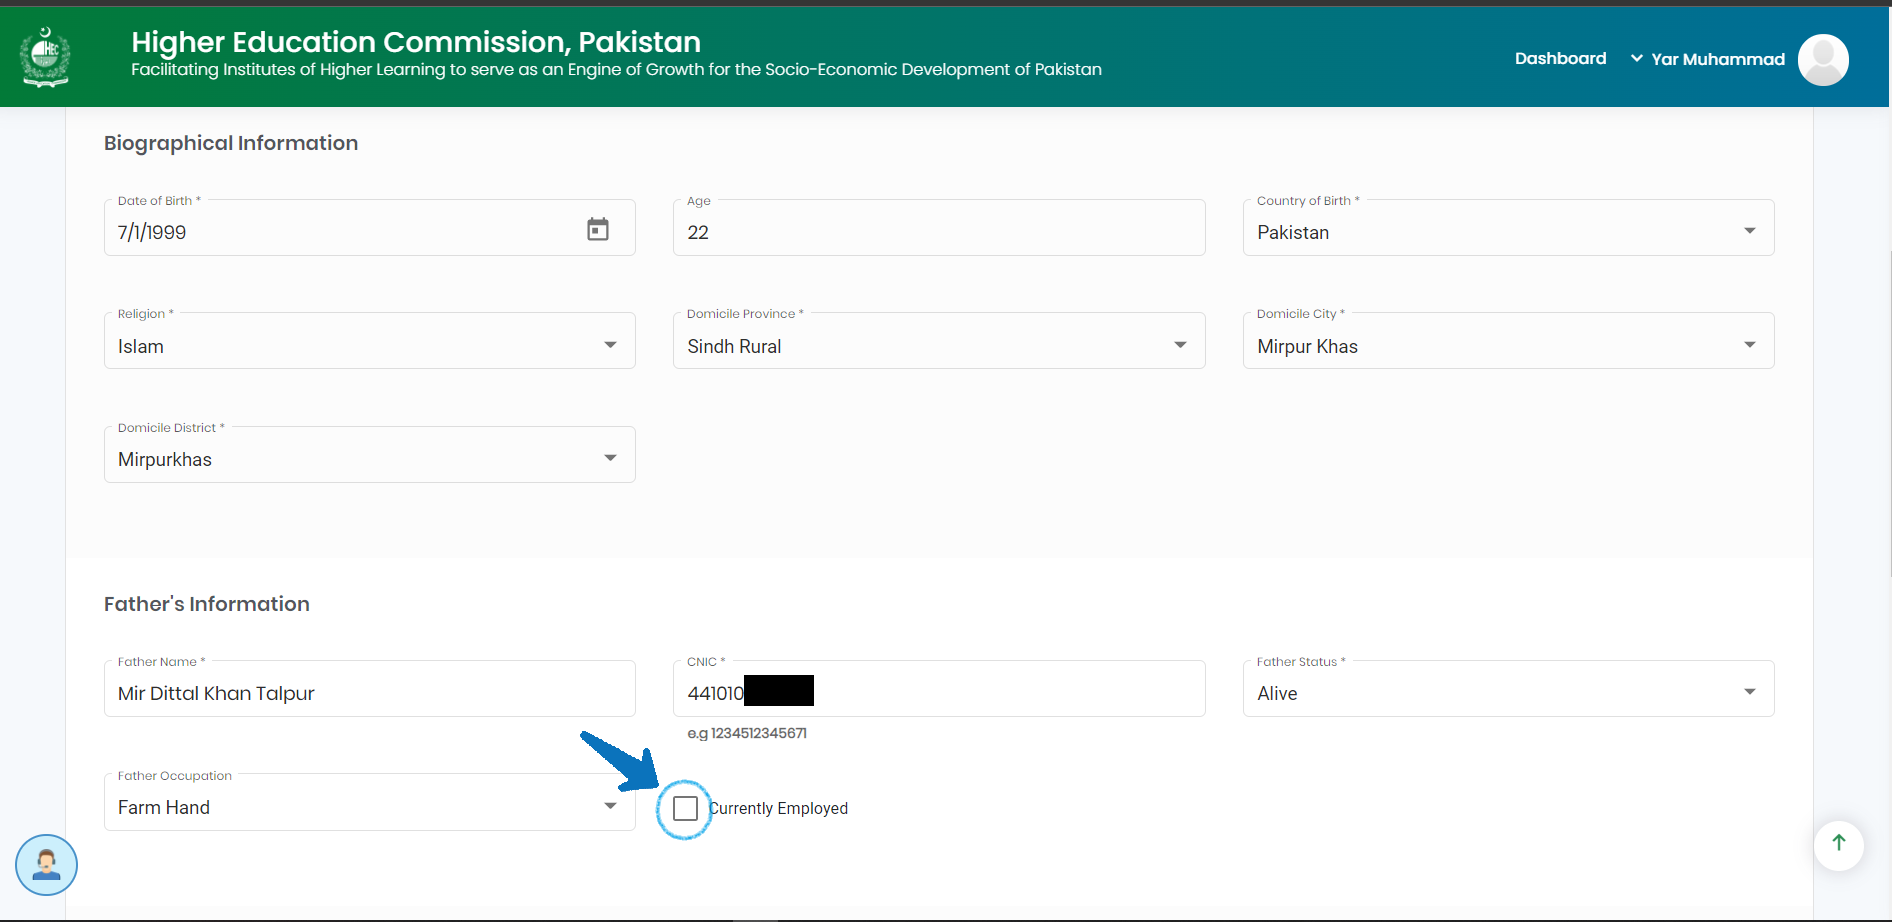 Higher Education Commission, Pakistan
Facilitating Institutes of Higher Learning to serve as an Engine of Growth for the Socio-Economic Development of Pakistan
HEC
Dashboard
Yar Muhammad
Biographical Information
Date of Birth *
7/1/1999
Age
22
Country of Birth *
Pakistan
Religion *
Islam
Domicile Province *
Sindh Rural
Domicile City *
Mirpur Khas
Domicile District *
Mirpurkhas
Father's Information
Father Name *
Mir Dittal Khan Talpur
CNIC *
441010
e.g 1234512345671
Father Status *
Alive
Father Occupation
Farm Hand
Currently Employed